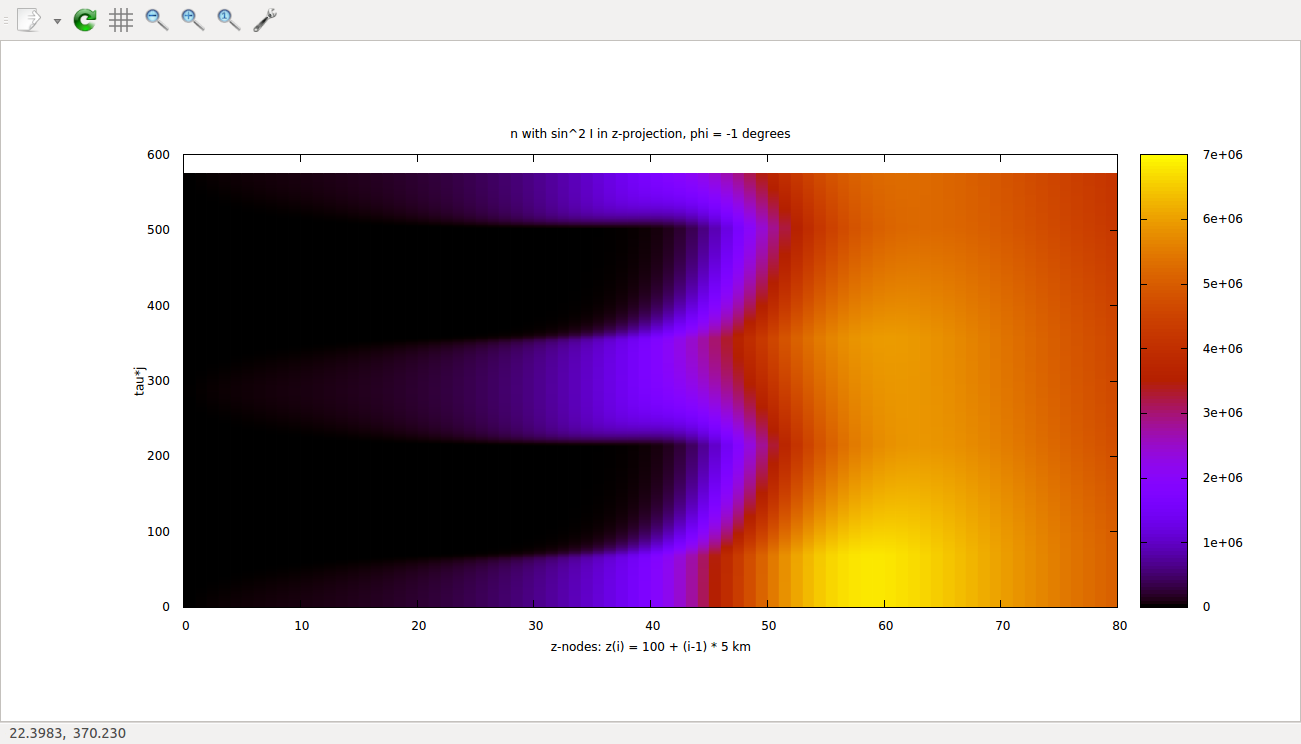 n with sin^2 I in z-projection, phi = -1 degrees
600
500
400
300
200
100
0
tau*j
0 10 20 30 40 50 60 70 80
z-nodes: z(i) = 100 + (i-1) * 5 km
7e+06
6e+06
5e+06
4e+06
3e+06
2e+06
1e+06
0
22.3983, 370.230